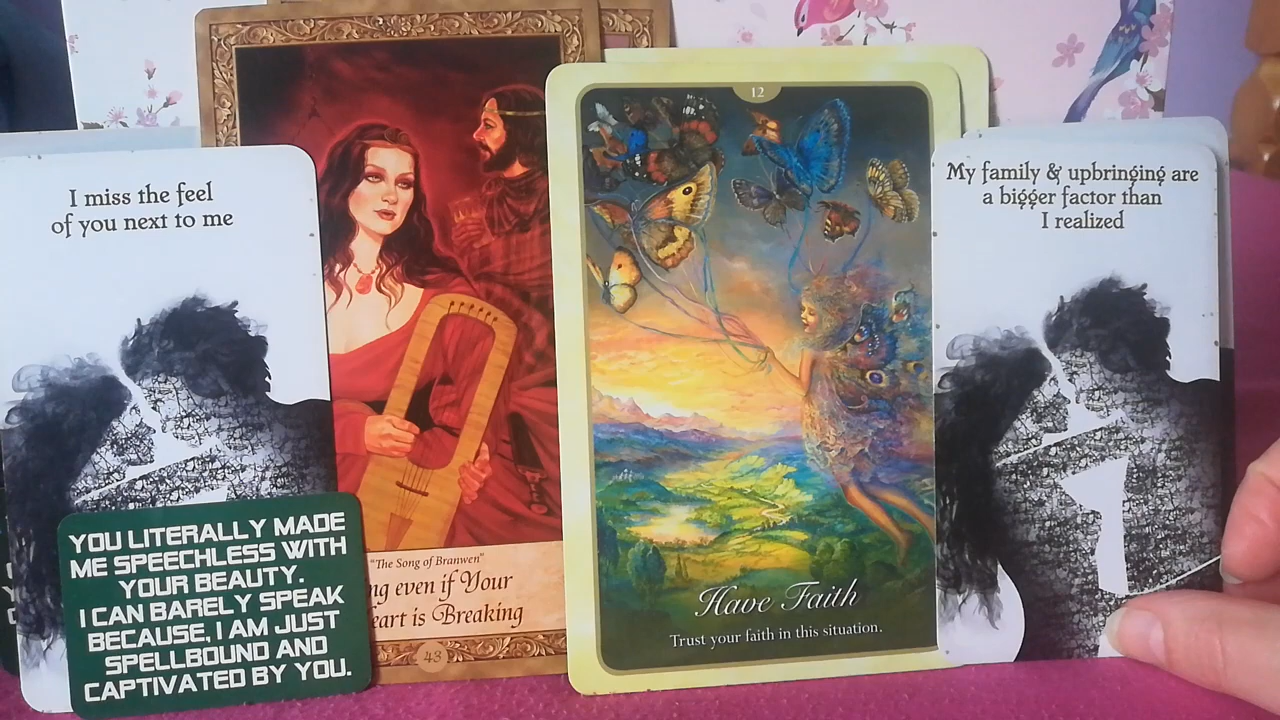 I miss the feel
of you next to me
YOU LITERALLY MADE
ME SPEECHLESS WITH
YOUR BEAUTY.
I CAN BARELY SPEAK
BECAUSE, I AM JUST
SPELLBOUND AND
CAPTIVATED BY YOU.
"The Song of Branwen"
ng even if Your
eart is Breaking
43
12
Have Faith
Trust your faith in this situation.
My family & upbringing are
a bigger factor than
I realized